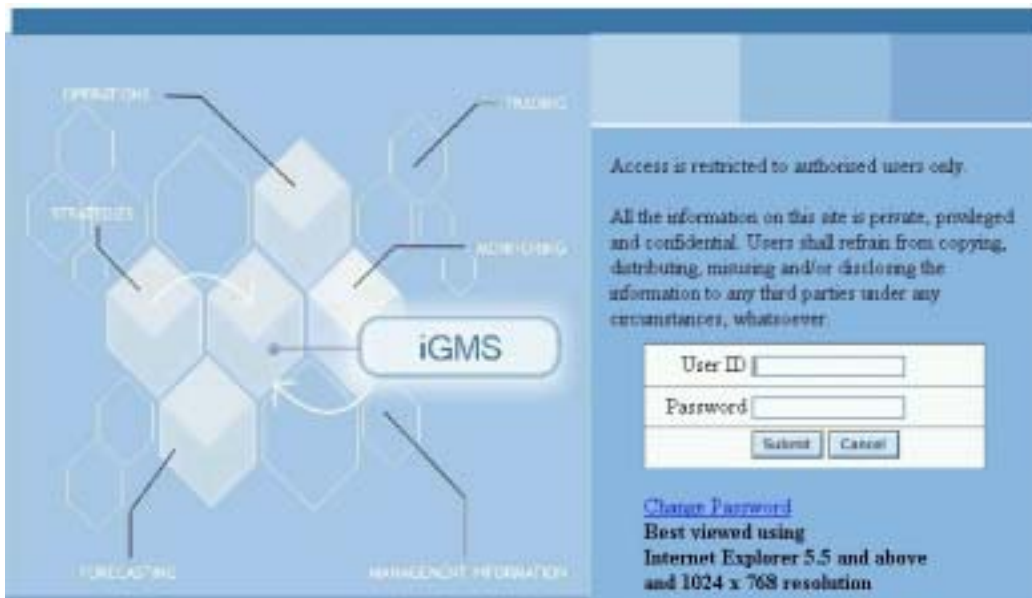 OPERATIONS
TRADING
STRATEGIES
MONITORING
iGMS
FORECASTING
MANAGEMENT INFORMATION
Access is restricted to authorised users only.
All the information on this site is private, privileged
and confidential. Users shall refrain from copying,
distributing, misusing and/or disclosing the
information to any third parties under any
circumstances, whatsoever.
User ID
Password
Submit Cancel
Change Password
Best viewed using
Internet Explorer 5.5 and above
and 1024 x 768 resolution